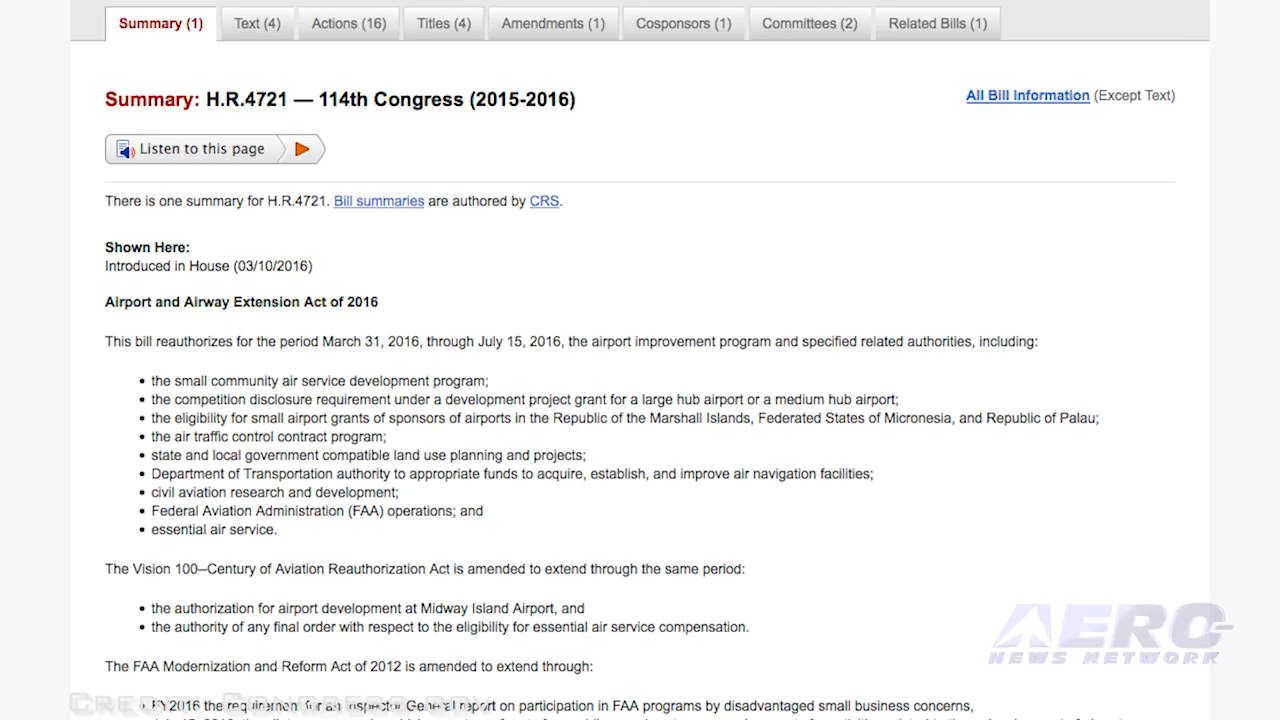 Summary (1) Text (4) Actions (16) Titles (4) Amendments (1) Cosponsors (1) Committees (2) Related Bills (1)
Summary: H.R.4721 — 114th Congress (2015-2016)
All Bill Information (Except Text)
Listen to this page
There is one summary for H.R.4721. Bill summaries are authored by CRS.
Shown Here:
Introduced in House (03/10/2016)
Airport and Airway Extension Act of 2016
This bill reauthorizes for the period March 31, 2016, through July 15, 2016, the airport improvement program and specified related authorities, including:
• the small community air service development program;
• the competition disclosure requirement under a development project grant for a large hub airport or a medium hub airport;
• the eligibility for small airport grants of sponsors of airports in the Republic of the Marshall Islands, Federated States of Micronesia, and Republic of Palau;
• the air traffic control contract program;
• state and local government compatible land use planning and projects;
• Department of Transportation authority to appropriate funds to acquire, establish, and improve air navigation facilities;
• civil aviation research and development;
• Federal Aviation Administration (FAA) operations; and
• essential air service.
The Vision 100--Century of Aviation Reauthorization Act is amended to extend through the same period:
• the authorization for airport development at Midway Island Airport, and
• the authority of any final order with respect to the eligibility for essential air service compensation.
AERO
NEWS NETWORK
The FAA Modernization and Reform Act of 2012 is amended to extend through:
• FY2016 the requirement for an Inspector General report on participation in FAA programs by disadvantaged small business concerns,
Credit: Congress.gov